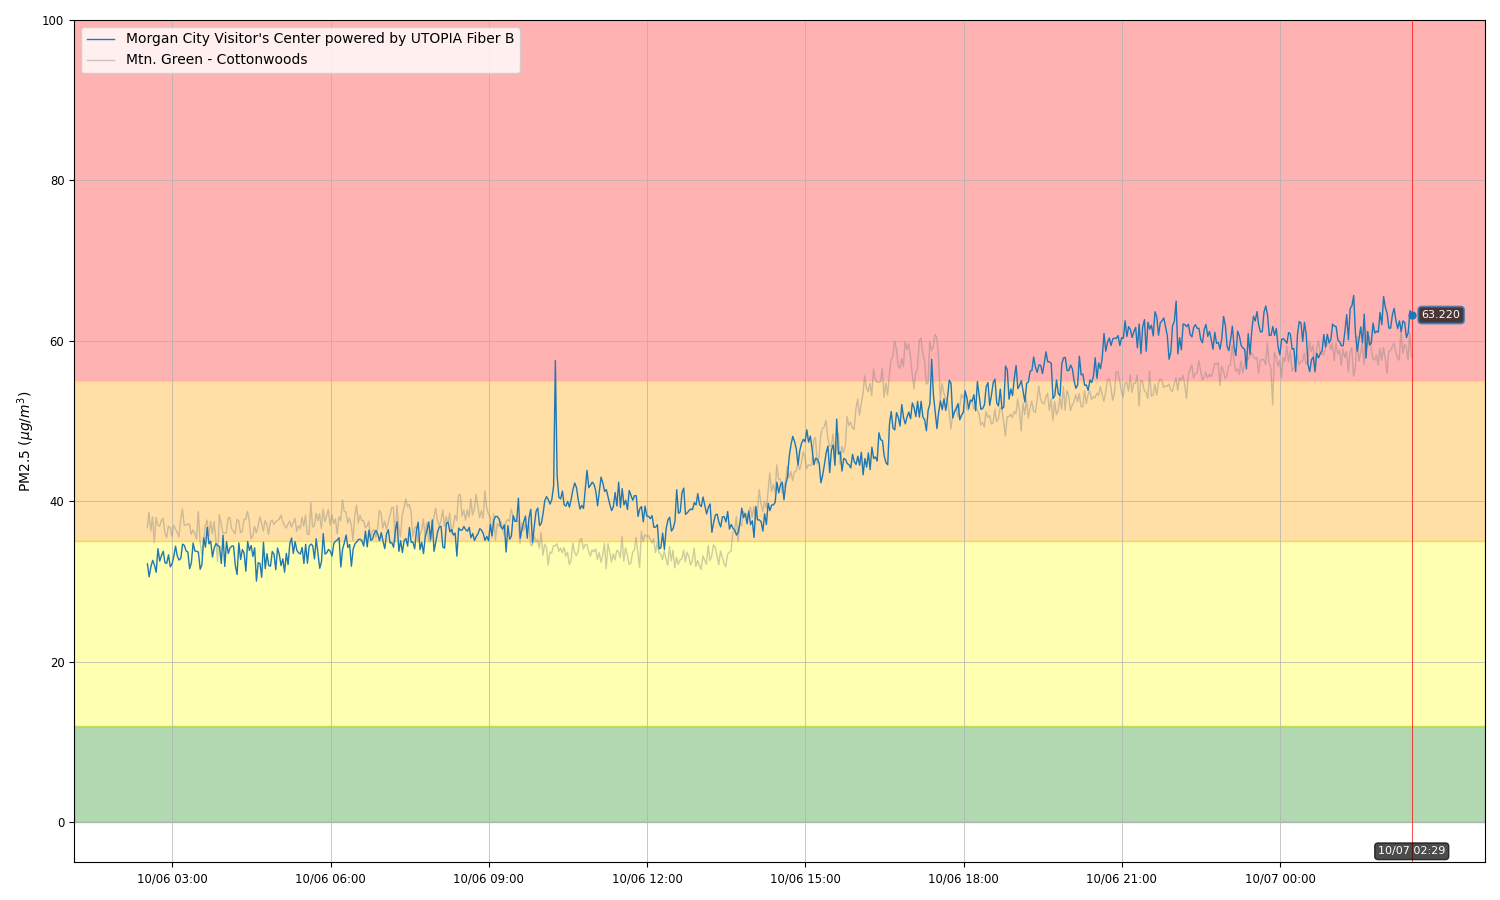 100
Morgan City Visitor's Center powered by UTOPIA Fiber B
Mtn. Green - Cottonwoods
80
60
63.220
PM2.5 (μg/m³)
40
20
0
10/07 02:29
10/06 03:00 10/06 06:00 10/06 09:00 10/06 12:00 10/06 15:00 10/06 18:00 10/06 21:00 10/07 00:00